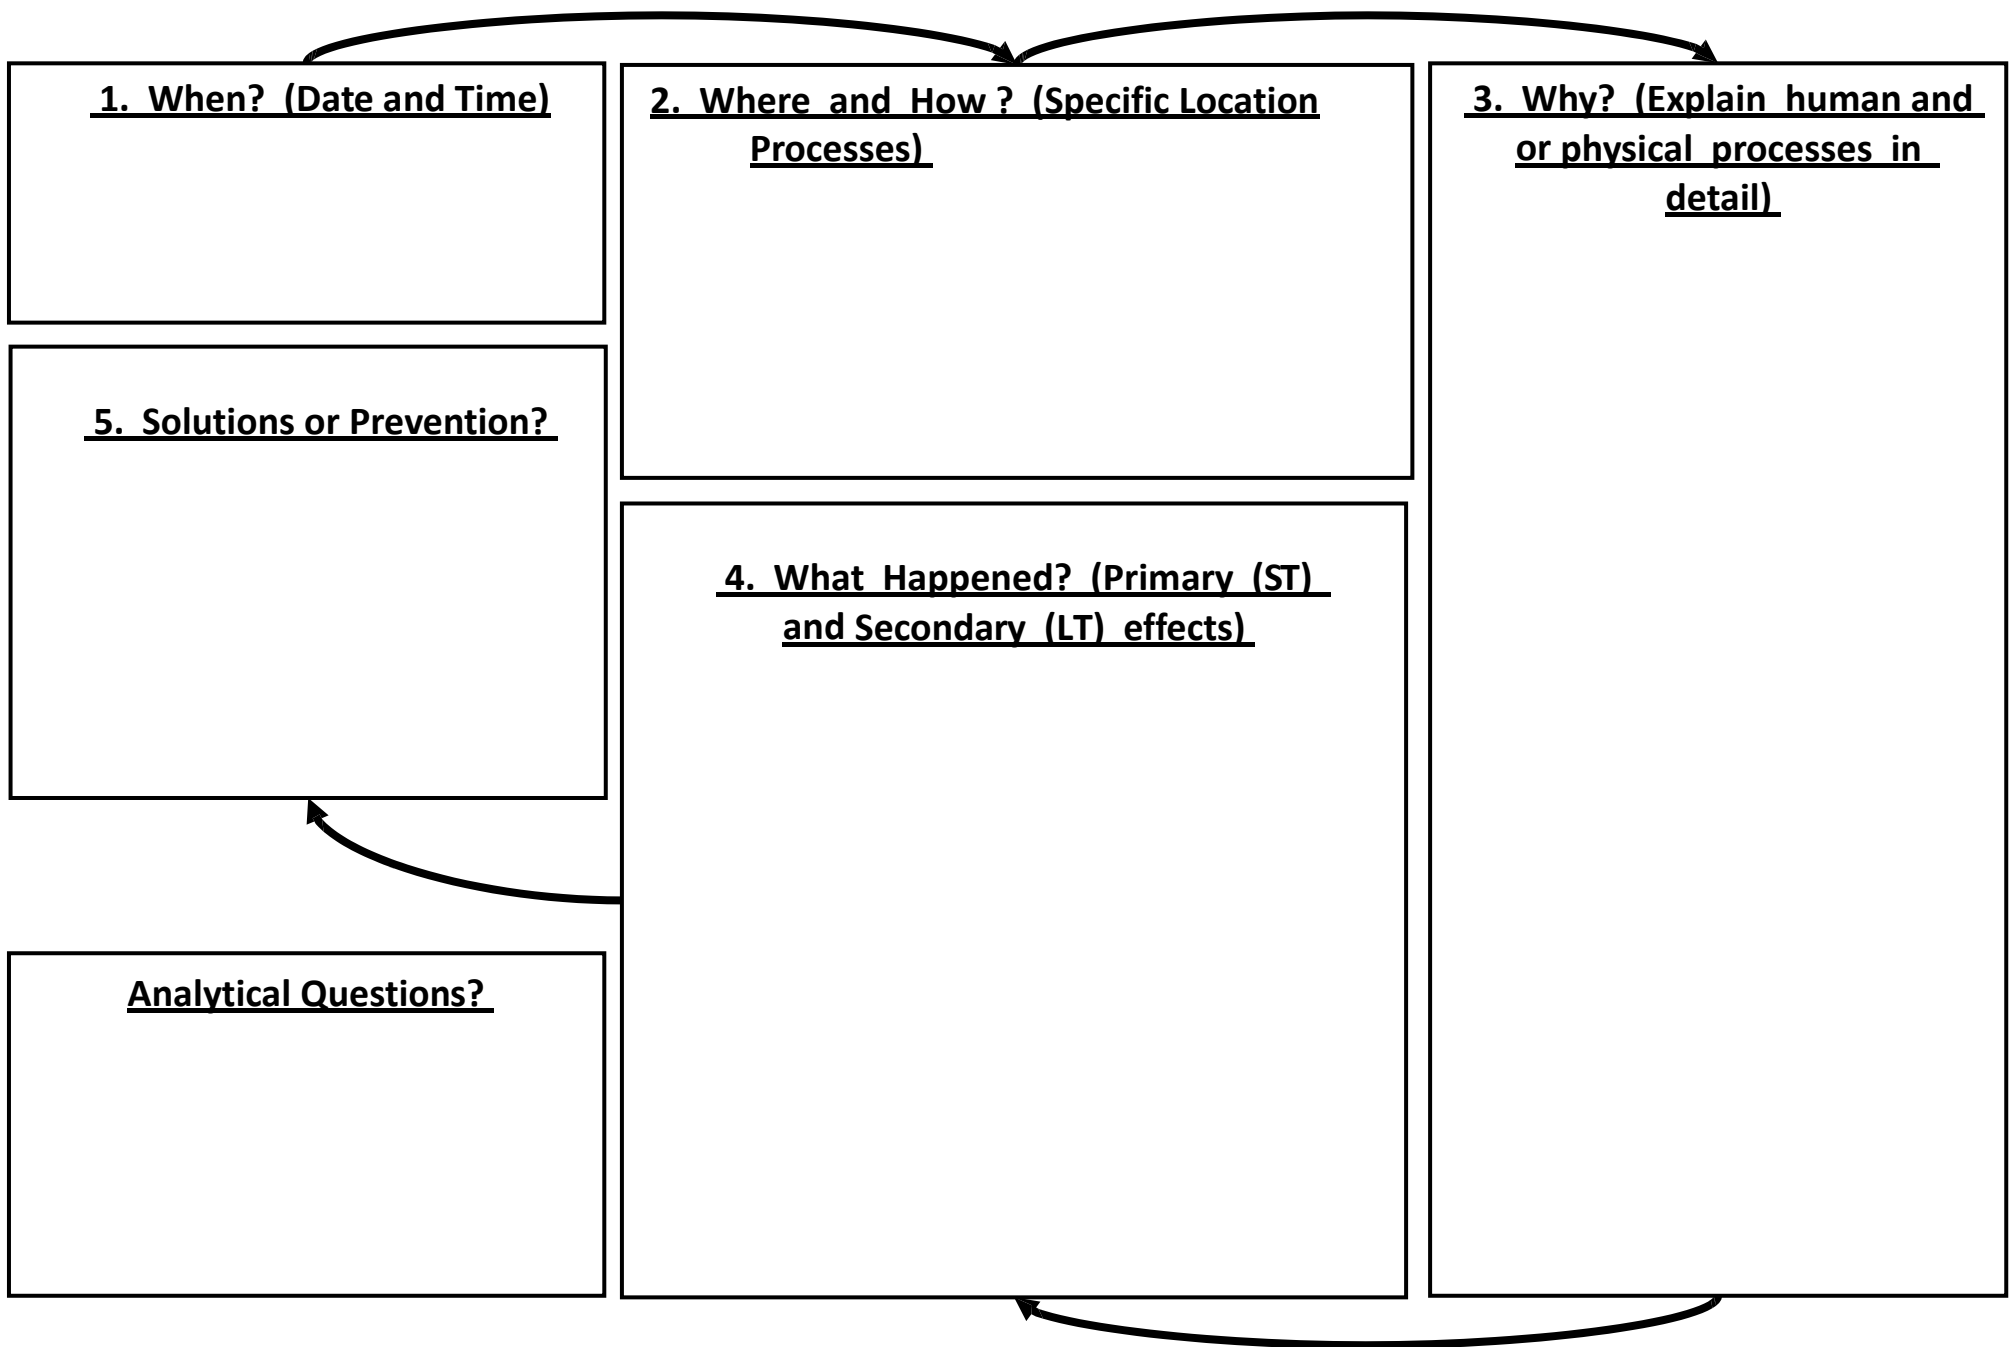 1. When? (Date and Time)
2. Where and How ? (Specific Location
Processes)
3. Why? (Explain human and
or physical processes in
detail)
4. What Happened? (Primary (ST)
and Secondary (LT) effects)
5. Solutions or Prevention?
Analytical Questions?